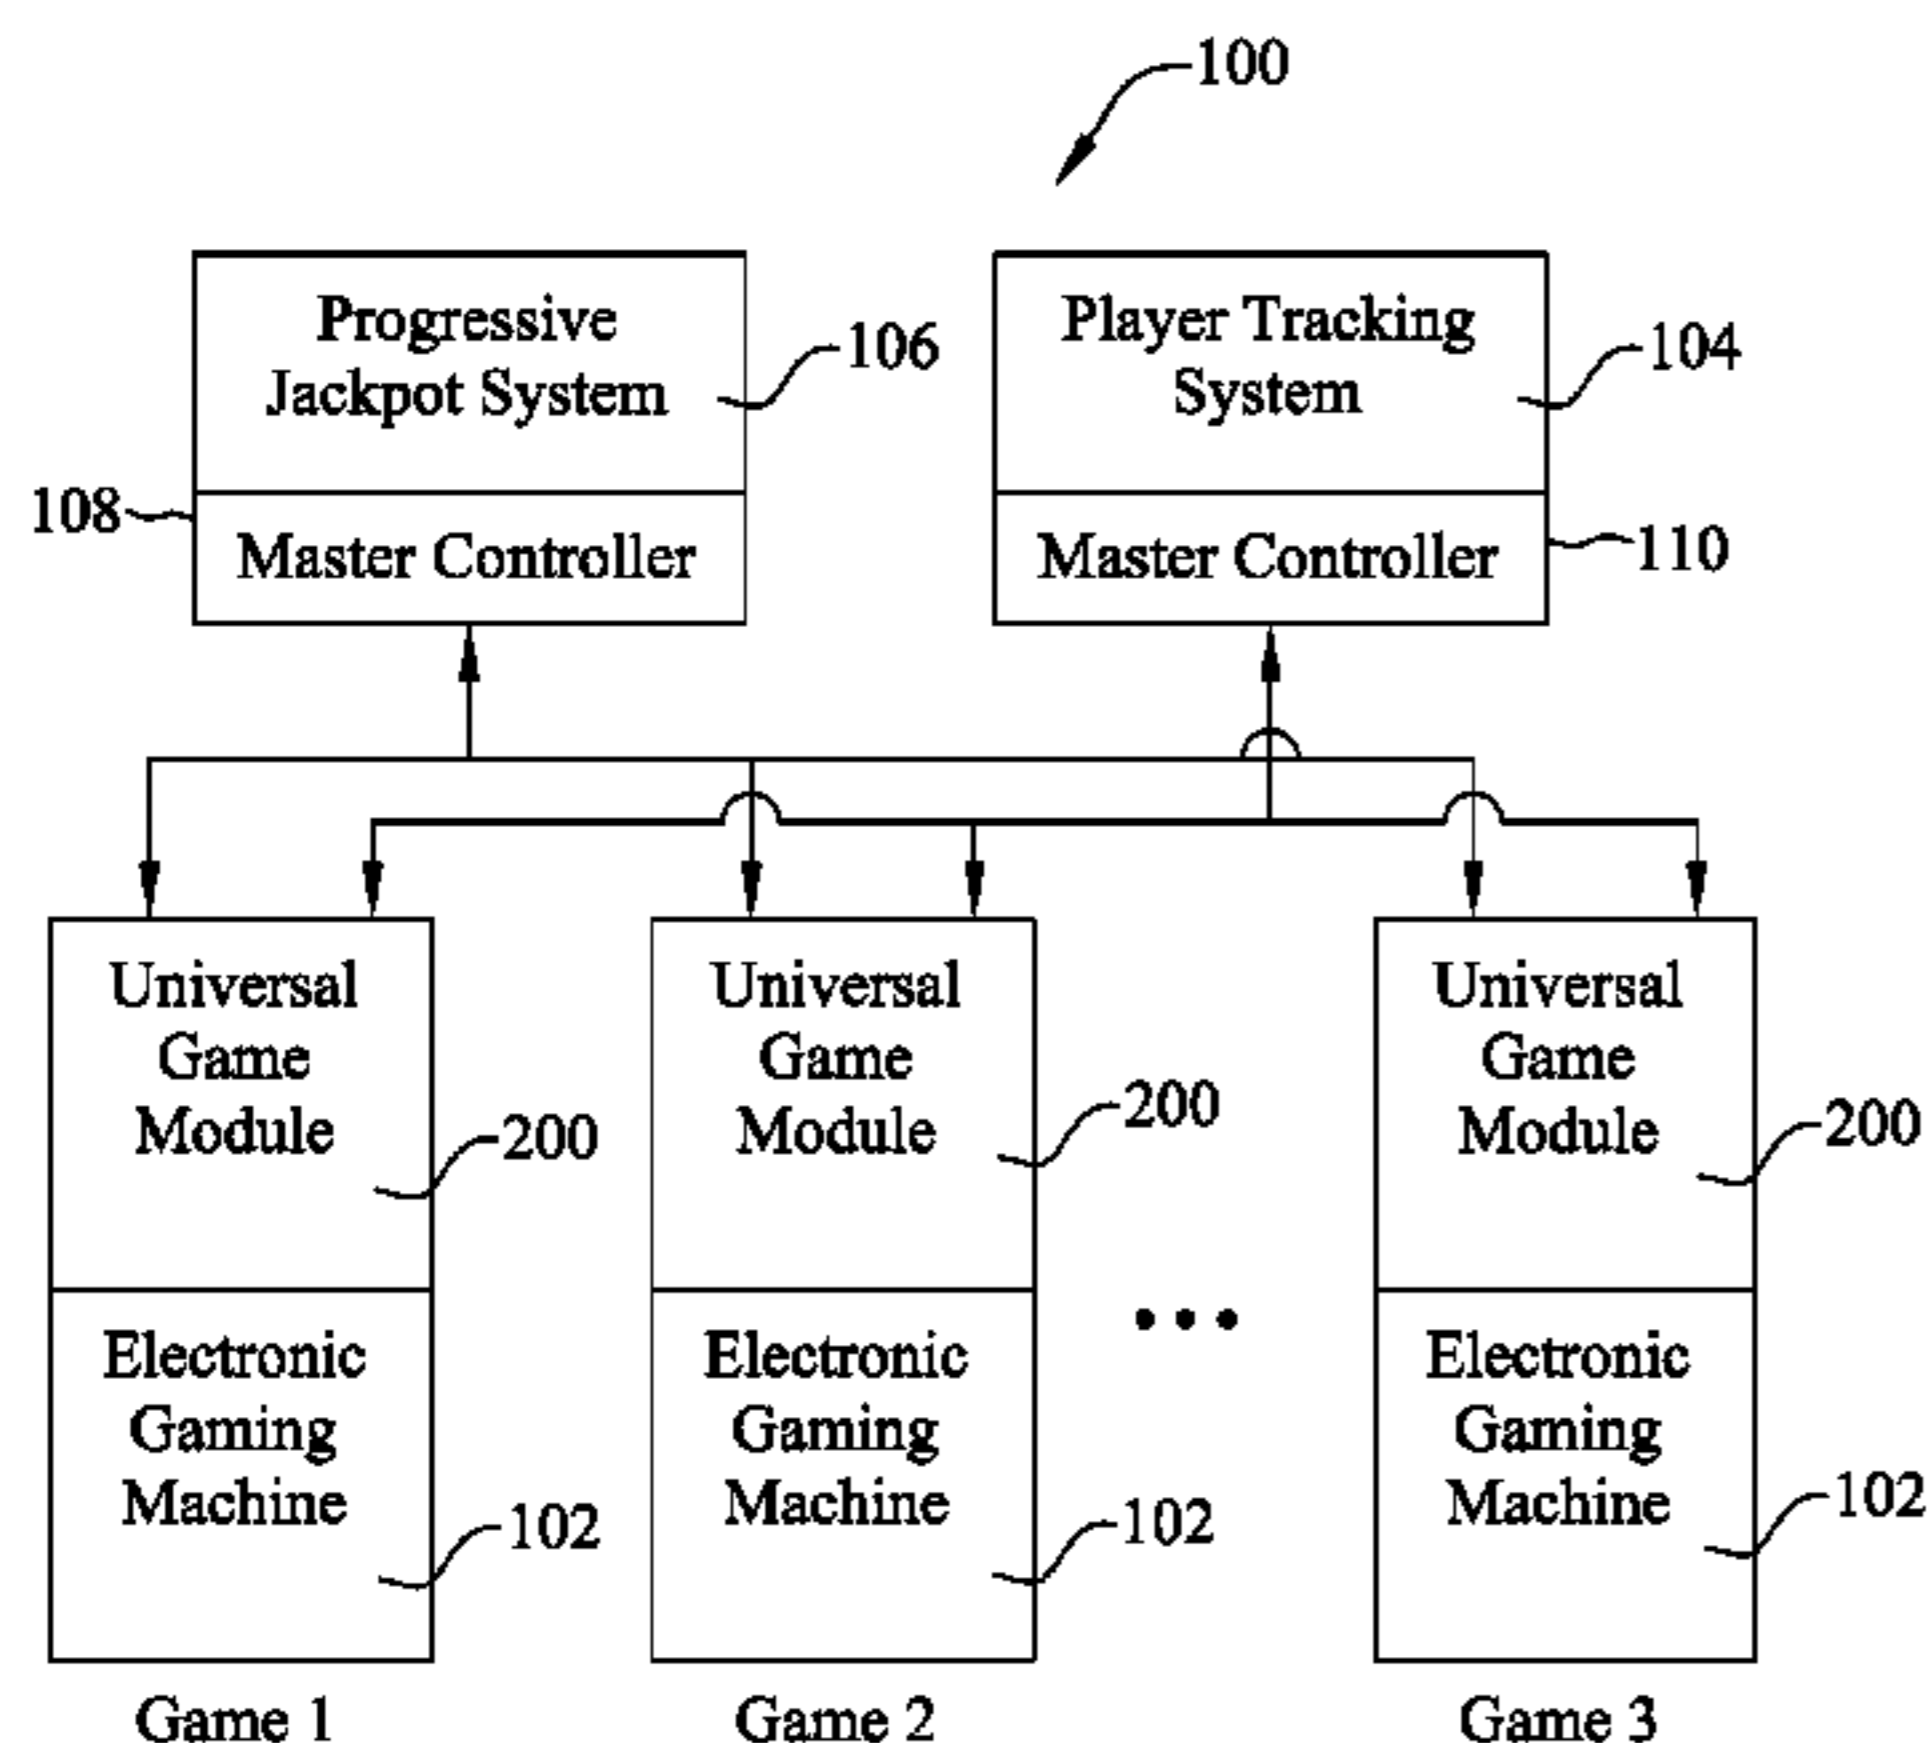 100
Progressive
Jackpot System
106
Player Tracking
System
104
108
Master Controller
Master Controller
110
Universal
Game
Module
200
Universal
Game
Module
200
Universal
Game
Module
200
Electronic
Gaming
Machine
102
Electronic
Gaming
Machine
102
Electronic
Gaming
Machine
102
Game 1
Game 2
Game 3